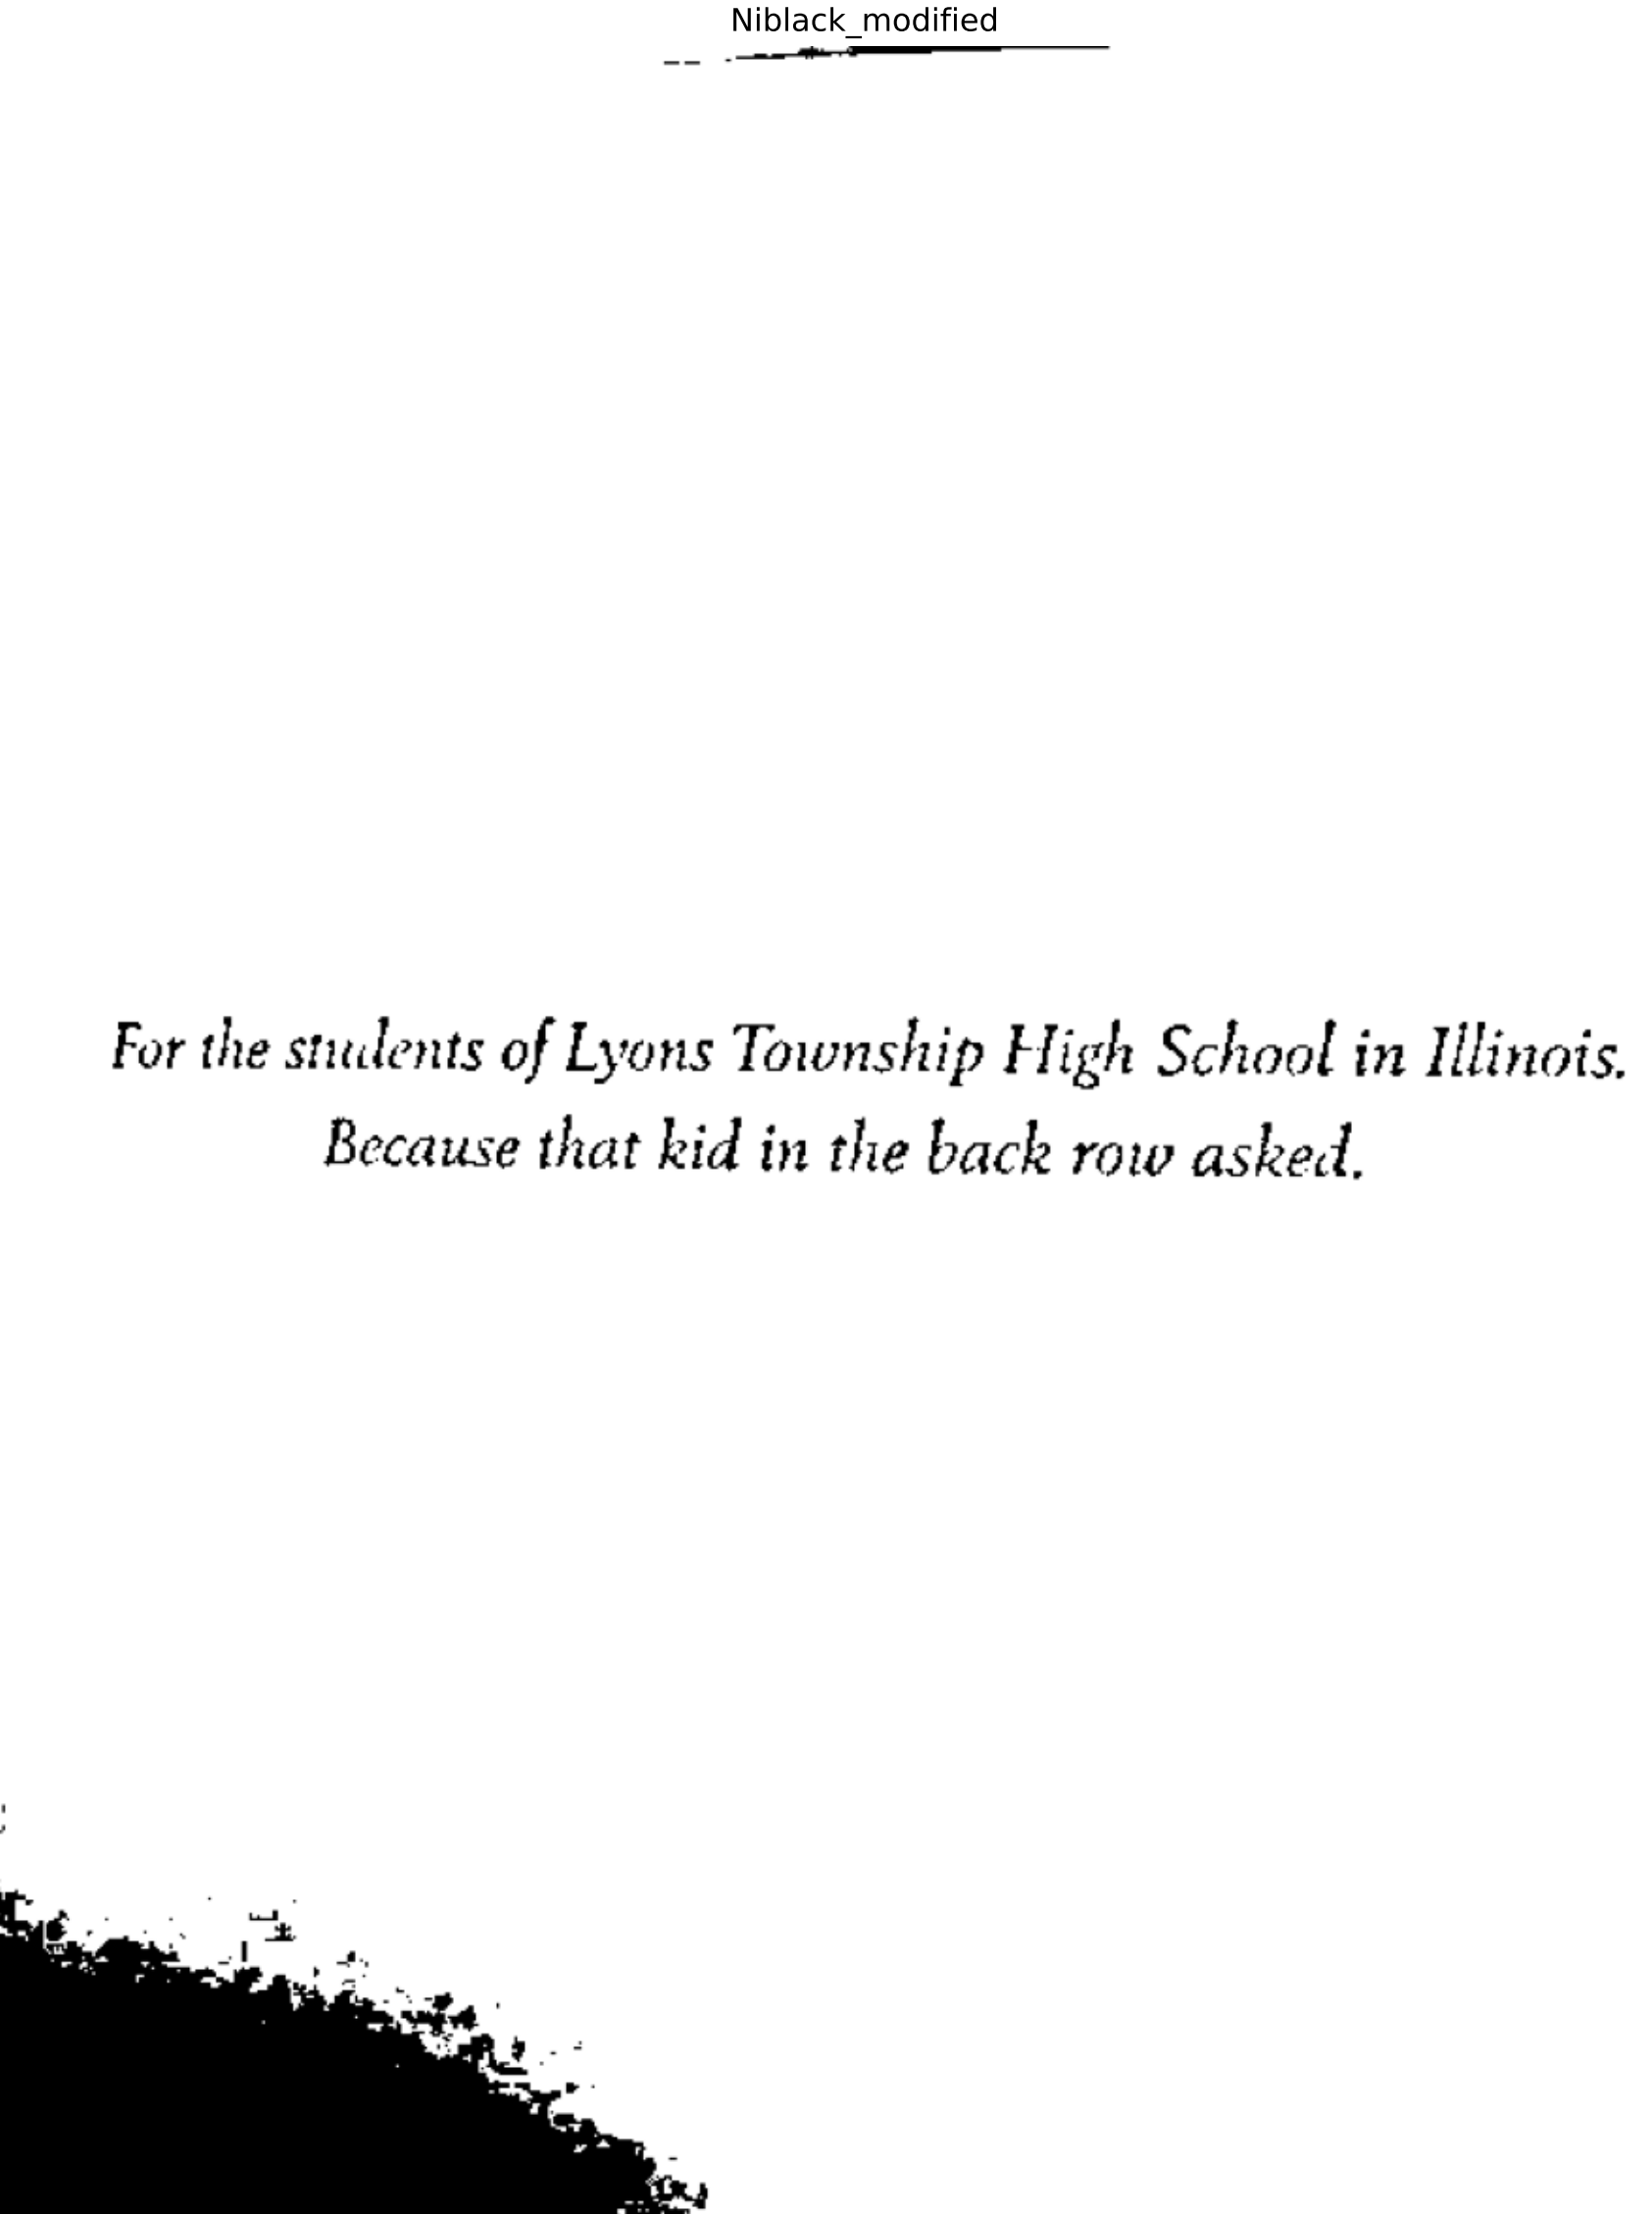 Niblack_modified
For the students of Lyons Township High School in Illinois.
Because that kid in the back row asked.